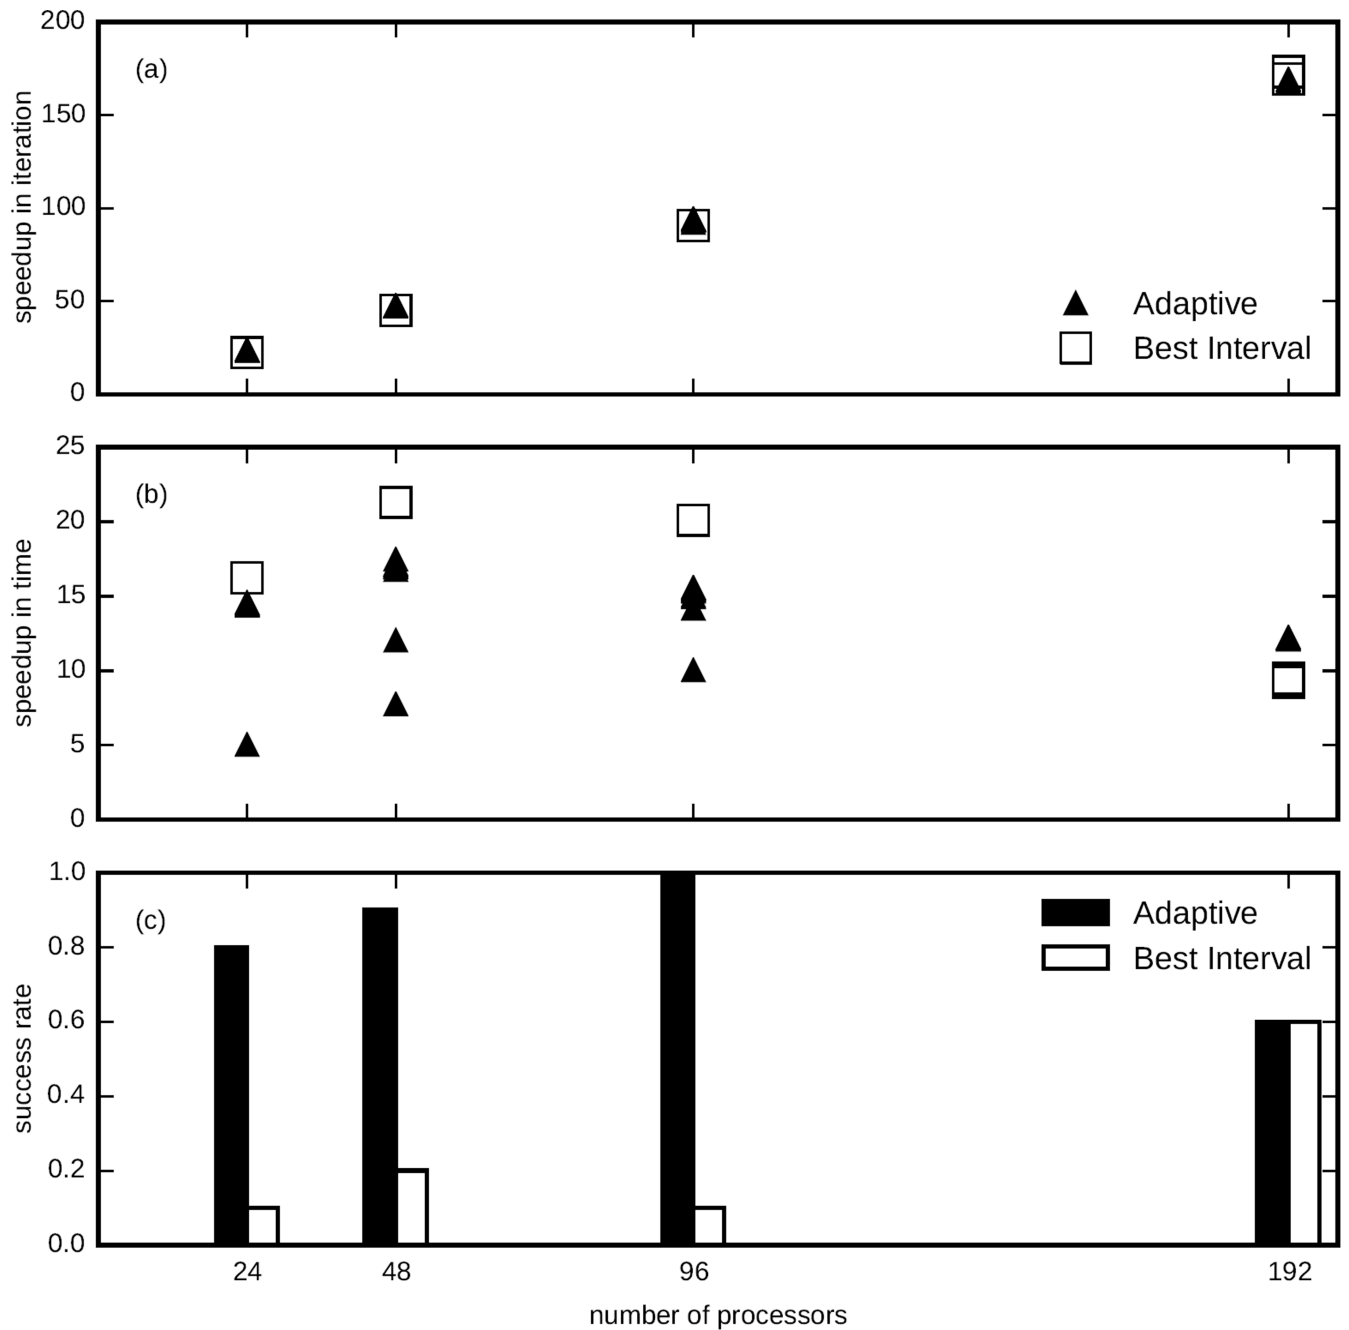 200
(a)
150
speedup in iteration
100
50
Adaptive
Best Interval
0
25
(b)
20
speedup in time
15
10
5
0
1.0
(c)
Adaptive
0.8
Best Interval
success rate
0.6
0.4
0.2
0.0
24 48 96 192
number of processors